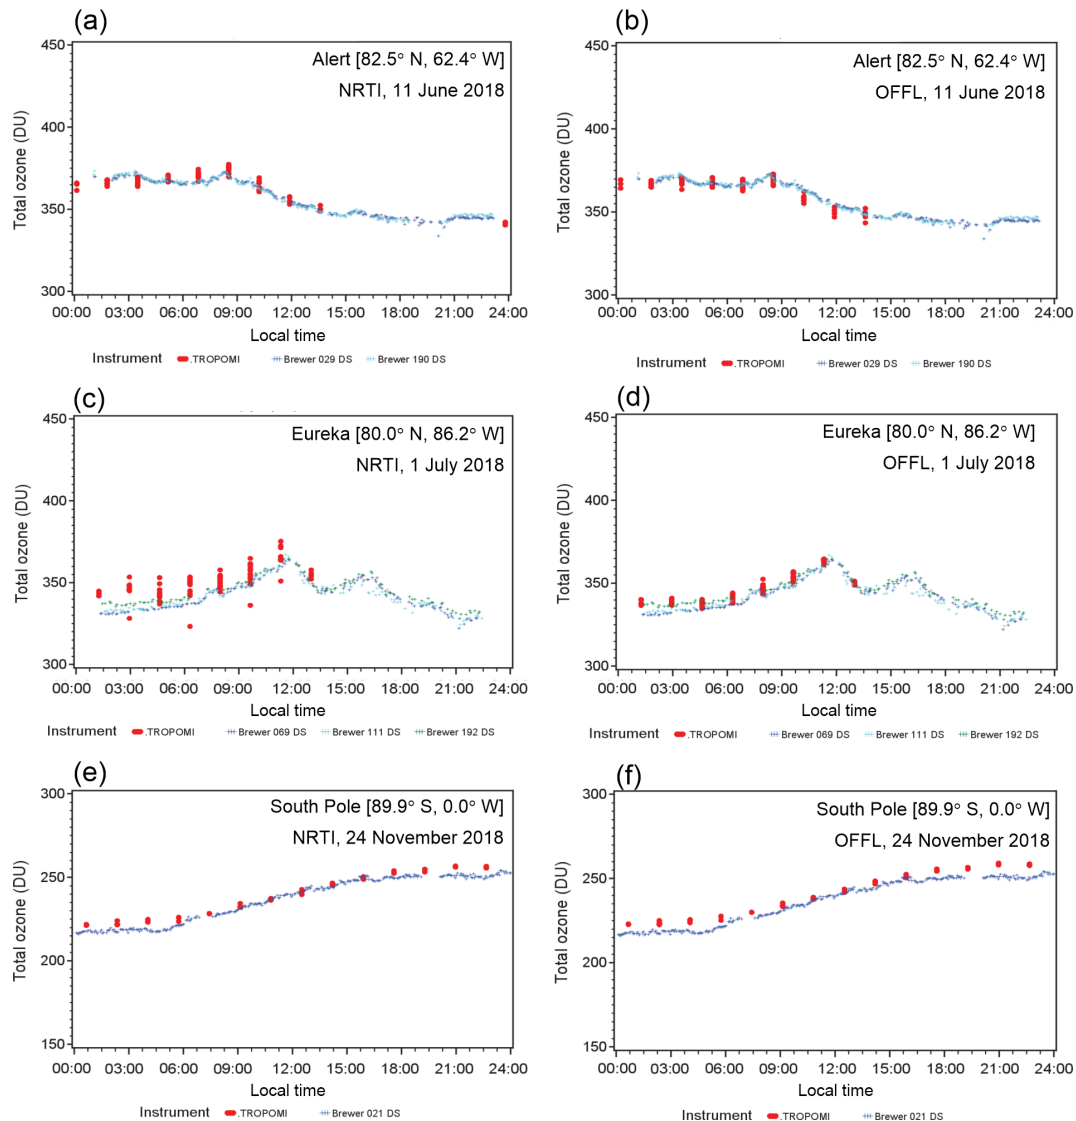 (a)
Alert [82.5° N, 62.4° W]
NRTI, 11 June 2018
Total ozone (DU)
450
400
350
300
00:00 03:00 06:00 09:00 12:00 15:00 18:00 21:00 24:00
Local time
Instrument .TROPOMI Brewer 029 DS Brewer 190 DS
(b)
Alert [82.5° N, 62.4° W]
OFFL, 11 June 2018
Total ozone (DU)
450
400
350
300
00:00 03:00 06:00 09:00 12:00 15:00 18:00 21:00 24:00
Local time
Instrument .TROPOMI Brewer 029 DS Brewer 190 DS
(c)
Eureka [80.0° N, 86.2° W]
NRTI, 1 July 2018
Total ozone (DU)
450
400
350
300
00:00 03:00 06:00 09:00 12:00 15:00 18:00 21:00 24:00
Local time
Instrument .TROPOMI Brewer 069 DS Brewer 111 DS Brewer 192 DS
(d)
Eureka [80.0° N, 86.2° W]
OFFL, 1 July 2018
Total ozone (DU)
450
400
350
300
00:00 03:00 06:00 09:00 12:00 15:00 18:00 21:00 24:00
Local time
Instrument .TROPOMI Brewer 069 DS Brewer 111 DS Brewer 192 DS
(e)
South Pole [89.9° S, 0.0° W]
NRTI, 24 November 2018
Total ozone (DU)
300
250
200
150
00:00 03:00 06:00 09:00 12:00 15:00 18:00 21:00 24:00
Local time
Instrument .TROPOMI Brewer 021 DS
(f)
South Pole [89.9° S, 0.0° W]
OFFL, 24 November 2018
Total ozone (DU)
300
250
200
150
00:00 03:00 06:00 09:00 12:00 15:00 18:00 21:00 24:00
Local time
Instrument .TROPOMI Brewer 021 DS